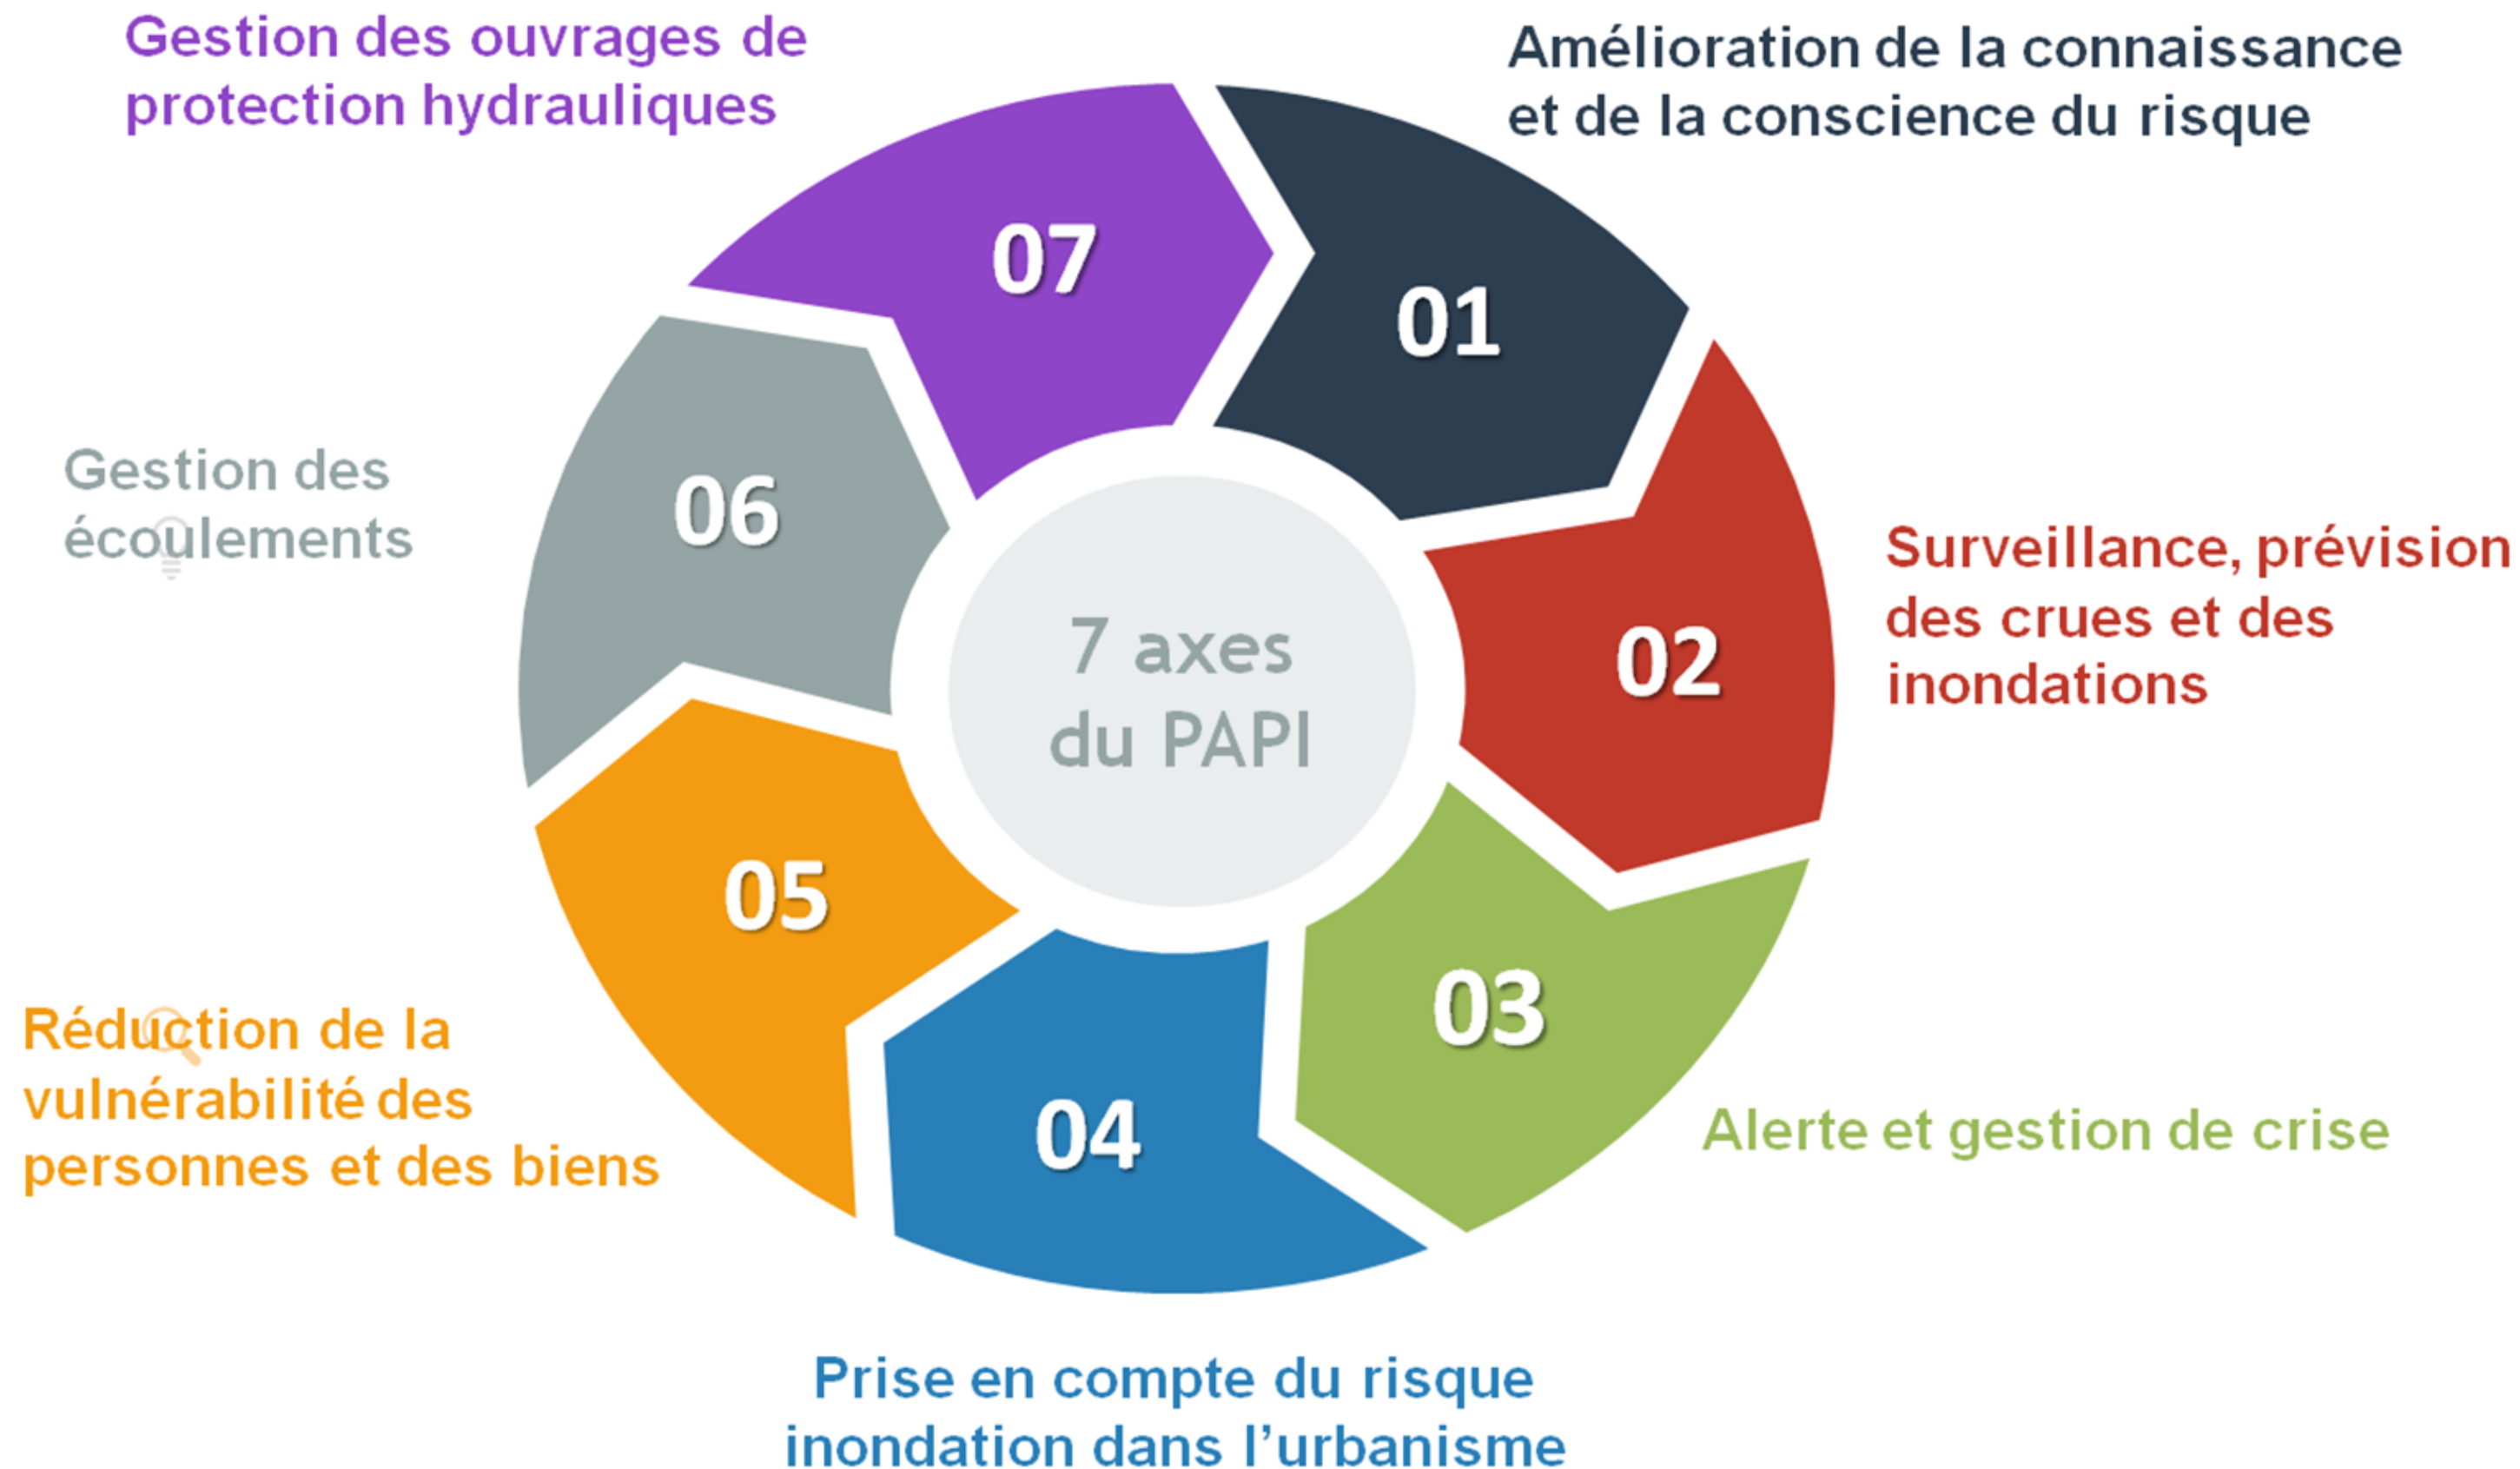 Gestion des ouvrages de
protection hydrauliques
Amélioration de la connaissance
et de la conscience du risque
07
01
Gestion des
écoulements
06
Surveillance, prévision
des crues et des
inondations
02
7 axes
du PAPI
05
03
Réduction de la
vulnérabilité des
personnes et des biens
04
Alerte et gestion de crise
Prise en compte du risque
inondation dans l’urbanisme